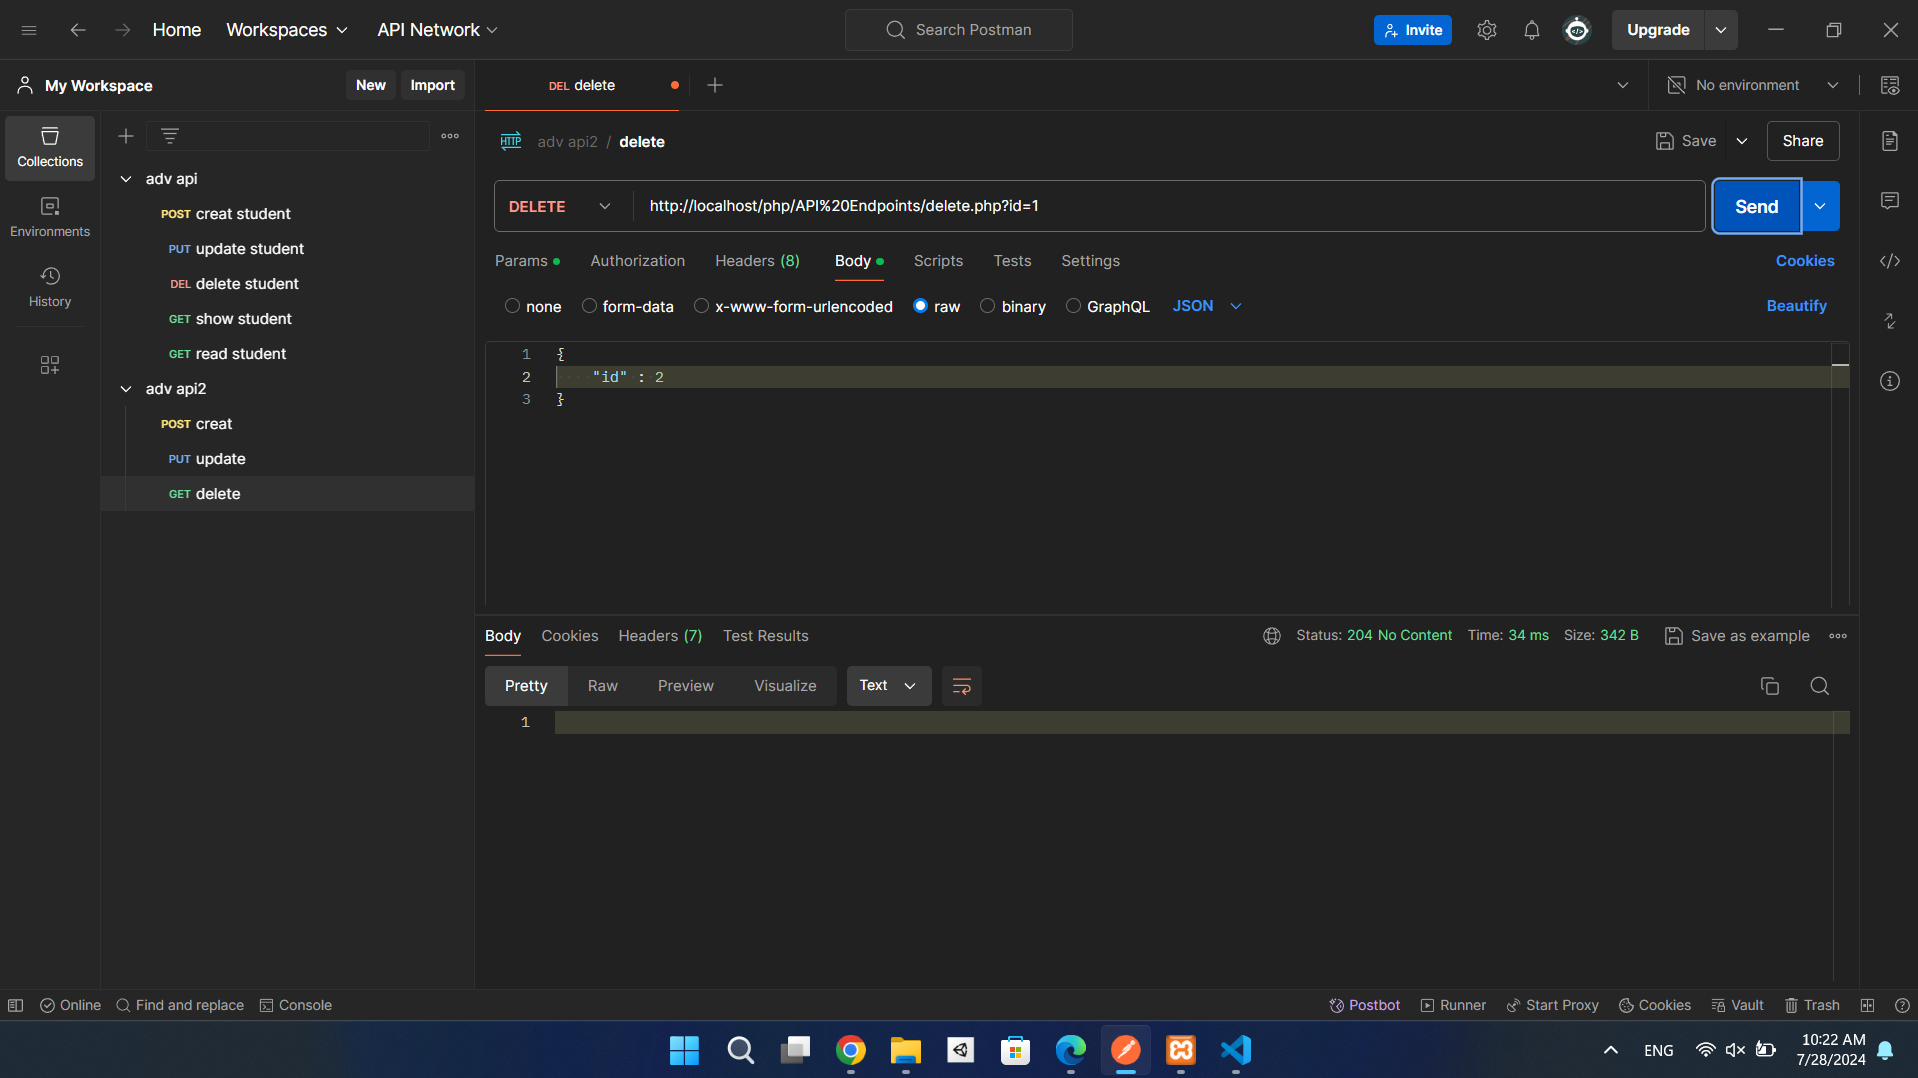 Home Workspaces API Network Search Postman Invite Upgrade
My Workspace New Import DEL delete No environment
Collections
Environments
History
adv api
POST creat student
PUT update student
DEL delete student
GET show student
GET read student
adv api2
POST creat
PUT update
GET delete
HTTP adv api2 / delete Save Share
DELETE http://localhost/php/API%20Endpoints/delete.php?id=1 Send
Params Authorization Headers (8) Body Scripts Tests Settings Cookies
none form-data x-www-form-urlencoded raw binary GraphQL JSON Beautify
1 {
2 "id" : 2
3 }
Body Cookies Headers (7) Test Results Status: 204 No Content Time: 34 ms Size: 342 B Save as example
Pretty Raw Preview Visualize Text
1
Online Find and replace Console Postbot Runner Start Proxy Cookies Vault Trash
ENG 10:22 AM
7/28/2024